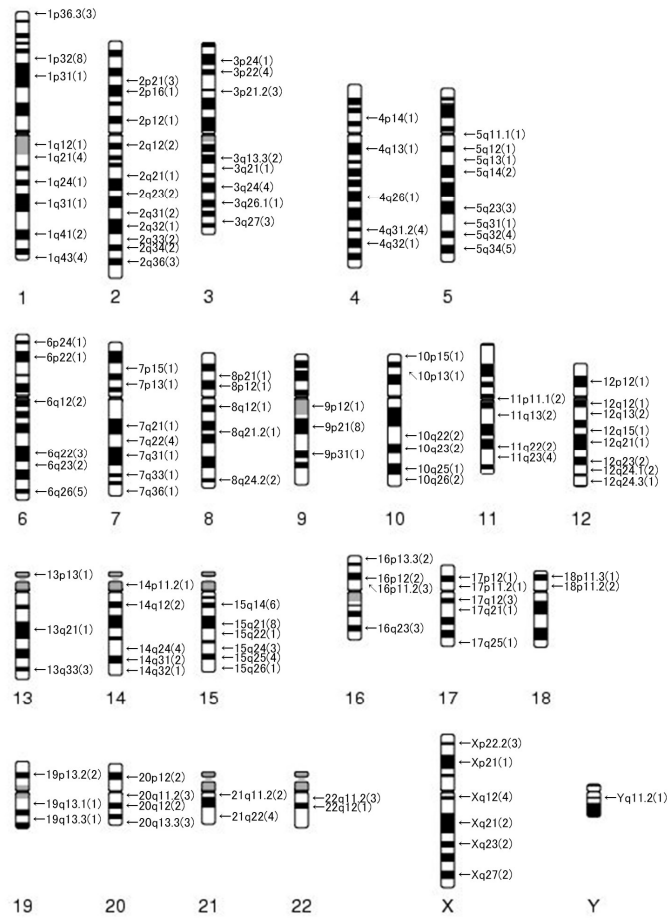 ←1p36.3(3)
←1p32(8)
←1p31(1)
←1q12(1)
←1q21(4)
←1q24(1)
←1q31(1)
←1q41(2)
←1q43(4)
1
←2p21(3)
←2p16(1)
←2p12(1)
←2q12(2)
←2q21(1)
←2q23(2)
←2q31(2)
←2q32(1)
←2q33(2)
←2q34(2)
←2q36(3)
2
←3p24(1)
←3p22(4)
←3p21.2(3)
←3q13.3(2)
←3q21(1)
←3q24(4)
←3q26.1(1)
←3q27(3)
3
←4p14(1)
←4q13(1)
←4q26(1)
←4q31.2(4)
←4q32(1)
4
←5q11.1(1)
←5q12(1)
←5q13(1)
←5q14(2)
←5q23(3)
←5q31(1)
←5q32(4)
←5q34(5)
5
←6p24(1)
←6p22(1)
←6q12(2)
←6q22(3)
←6q23(2)
←6q26(5)
6
←7p15(1)
←7p13(1)
←7q21(1)
←7q22(4)
←7q31(1)
←7q33(1)
←7q36(1)
7
←8p21(1)
←8p12(1)
←8q12(1)
←8q21.2(1)
←8q24.2(2)
8
←9p12(1)
←9p21(8)
←9p31(1)
9
←10p15(1)
←10p13(1)
←10q22(2)
←10q23(2)
←10q25(1)
←10q26(2)
10
←11p11.1(2)
←11q13(2)
←11q22(2)
←11q23(4)
11
←12p12(1)
←12q12(1)
←12q13(2)
←12q15(1)
←12q21(1)
←12q23(2)
←12q24.1(2)
←12q24.3(1)
12
←13p13(1)
←13q21(1)
←13q33(3)
13
←14p11.2(1)
←14q12(2)
←14q24(4)
←14q31(2)
←14q32(1)
14
←15q14(6)
←15q21(8)
←15q22(1)
←15q24(3)
←15q25(4)
←15q26(1)
15
←16p13.3(2)
←16p12(2)
←16p11.2(3)
←16q23(3)
16
←17p12(1)
←17p11.2(1)
←17q12(3)
←17q21(1)
←17q25(1)
17
←18p11.3(1)
←18p11.2(2)
18
←19p13.2(2)
←19q13.1(1)
←19q13.3(1)
19
←20p12(2)
←20q11.2(3)
←20q12(2)
←20q13.3(3)
20
←21q11.2(2)
←21q22(4)
21
←22q11.2(3)
←22q12(1)
22
←Xp22.2(3)
←Xp21(1)
←Xq12(4)
←Xq21(2)
←Xq23(2)
←Xq27(2)
X
←Yq11.2(1)
Y